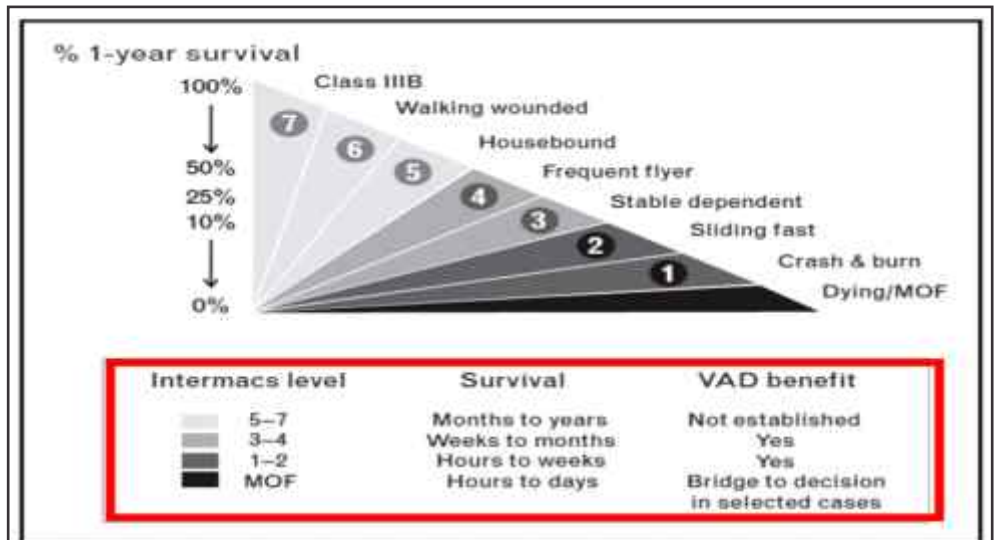 % 1-year survival
100%
50%
25%
10%
0%
Class IIIB
Walking wounded
Housebound
Frequent flyer
Stable dependent
Sliding fast
Crash & burn
Dying/MOF
7
6
5
4
3
2
1
Intermacs level Survival VAD benefit
5–7 Months to years Not established
3–4 Weeks to months Yes
1–2 Hours to weeks Yes
MOF Hours to days Bridge to decision
in selected cases